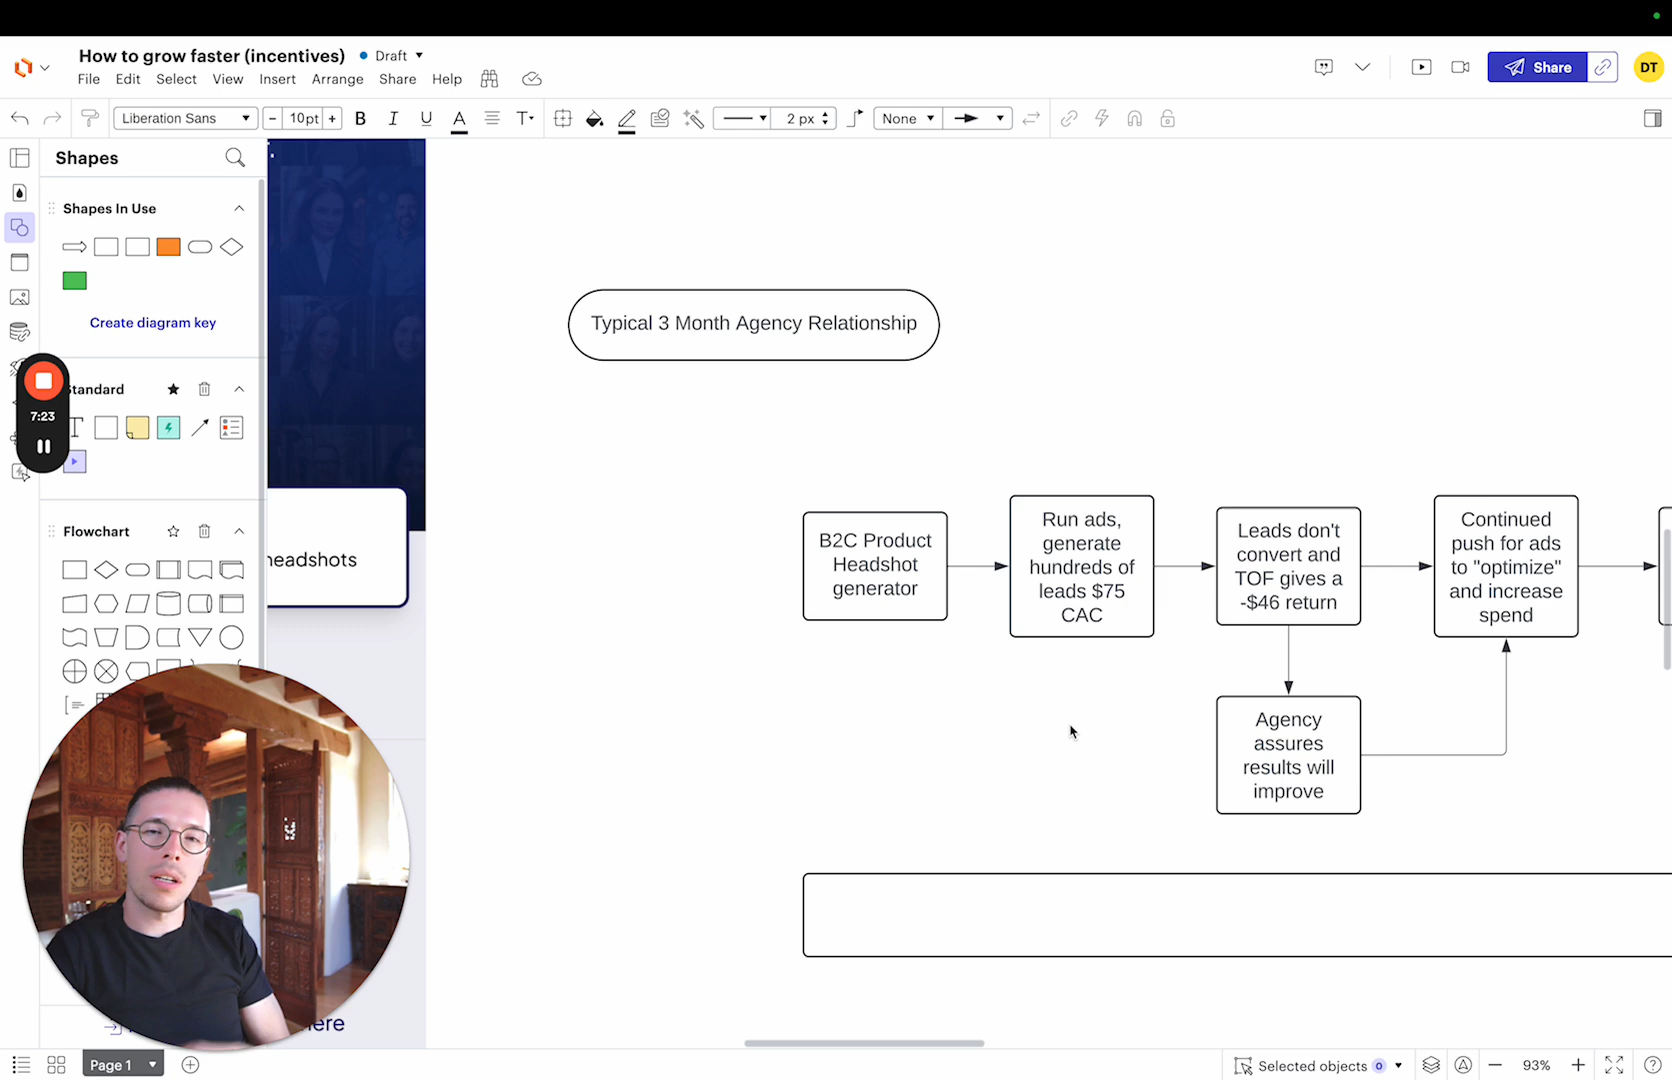 How to grow faster (incentives)
Draft
File Edit Select View Insert Arrange Share Help
Share
DT
Liberation Sans
- 10pt +
B I U A T
2 px
None
Shapes
Shapes In Use
Create diagram key
Standard
T
7:23
Flowchart
headshots
ere
Typical 3 Month Agency Relationship
B2C Product
Headshot
generator
Run ads,
generate
hundreds of
leads $75
CAC
Leads don't
convert and
TOF gives a
-$46 return
Continued
push for ads
to "optimize"
and increase
spend
Agency
assures
results will
improve
Page 1
Selected objects 0
93%